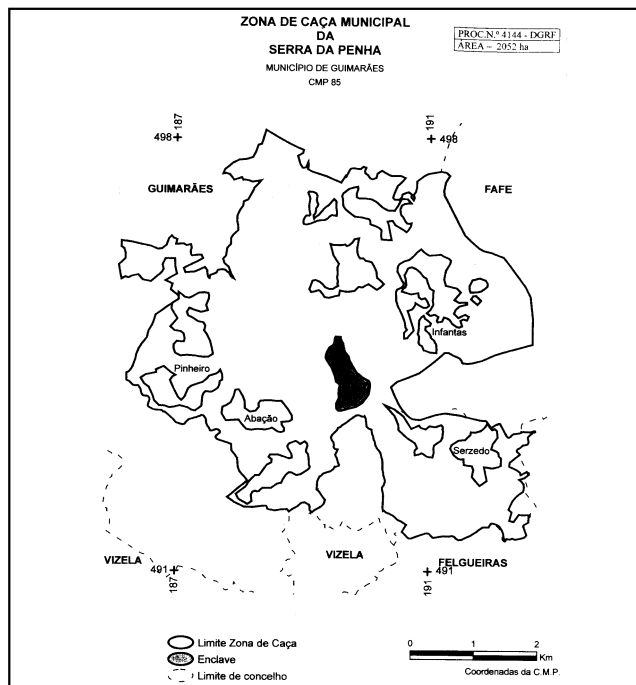 ZONA DE CAÇA MUNICIPAL
DA
SERRA DA PENHA
MUNICÍPIO DE GUIMARÃES
CMP 85
PROC.N.º 4144 - DGRF
ÁREA – 2052 ha
187
498
191
498
GUIMARÃES
FAFE
Infantas
Pinheiro
Abação
Serzedo
VIZELA
491
187
VIZELA
FELGUEIRAS
491
191
Limite Zona de Caça
Enclave
Limite de concelho
0 1 2
Km
Coordenadas da C.M.P.